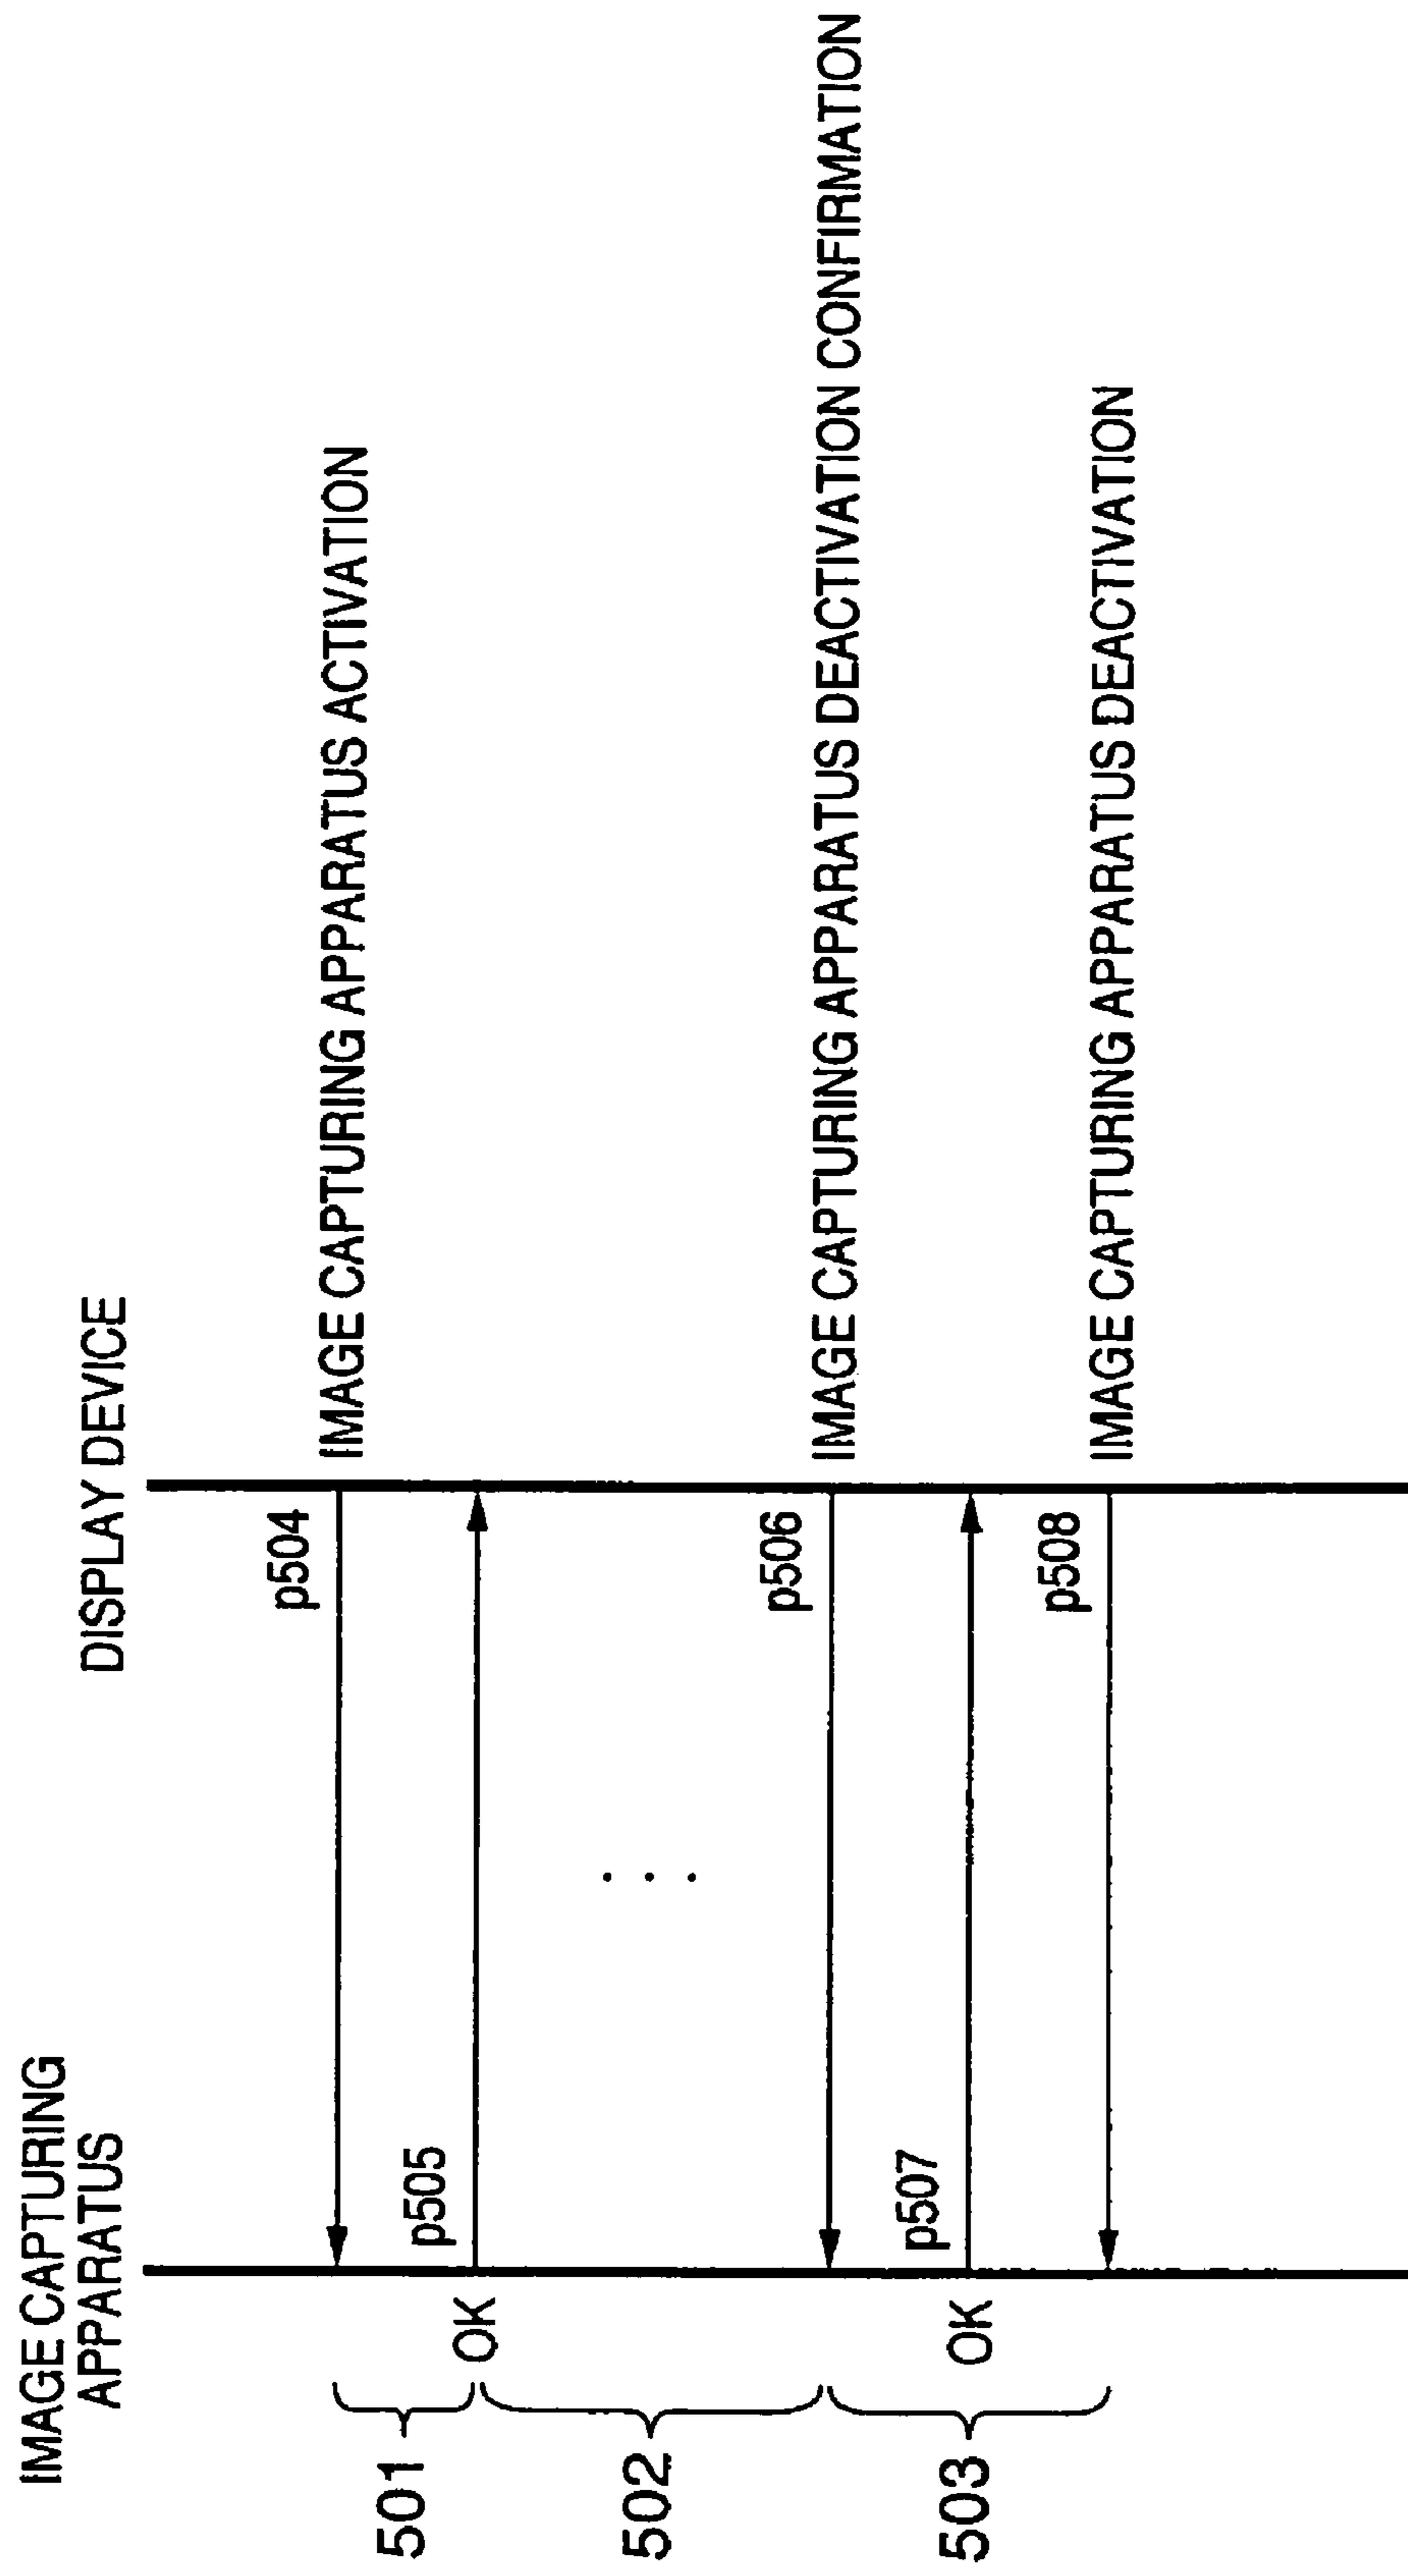 IMAGE CAPTURING
APPARATUS
DISPLAY DEVICE
501
p504
IMAGE CAPTURING APPARATUS ACTIVATION
OK
p505
502
. . .
p506
IMAGE CAPTURING APPARATUS DEACTIVATION CONFIRMATION
503
OK
p507
p508
IMAGE CAPTURING APPARATUS DEACTIVATION